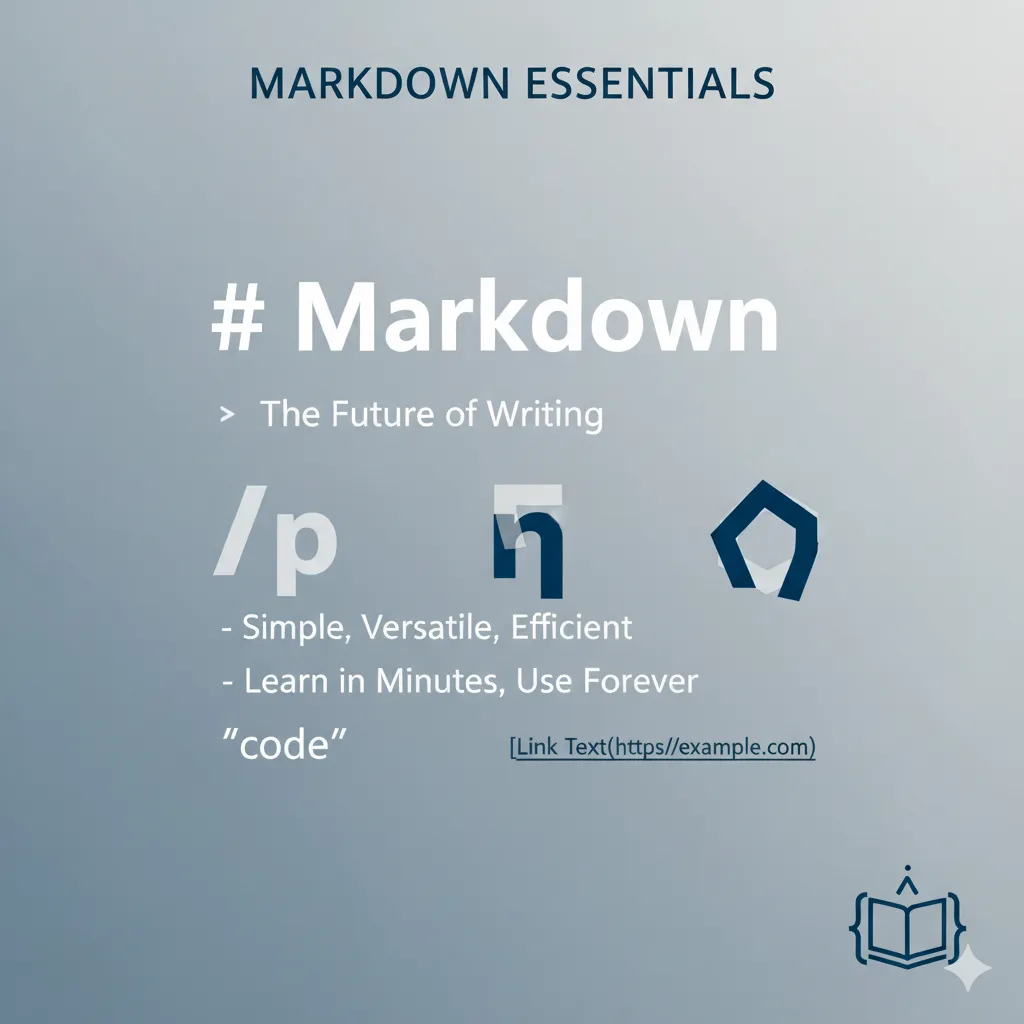 MARKDOWN ESSENTIALS
# Markdown
> The Future of Writing
/p
- Simple, Versatile, Efficient
- Learn in Minutes, Use Forever
"code"
[Link Text(https//example.com)